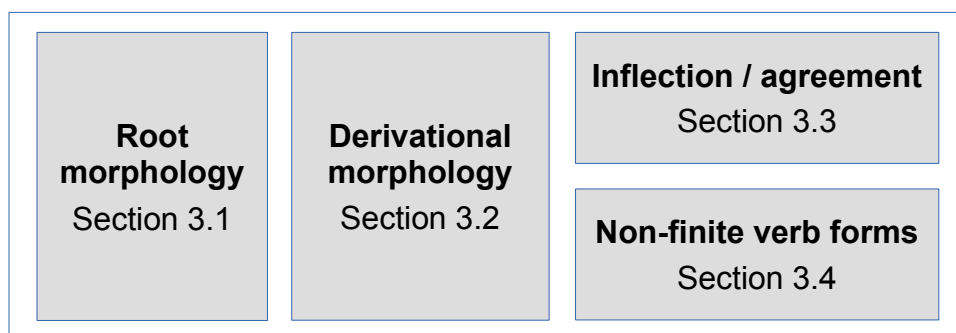 Root
morphology
Section 3.1
Derivational
morphology
Section 3.2
Inflection / agreement
Section 3.3
Non-finite verb forms
Section 3.4